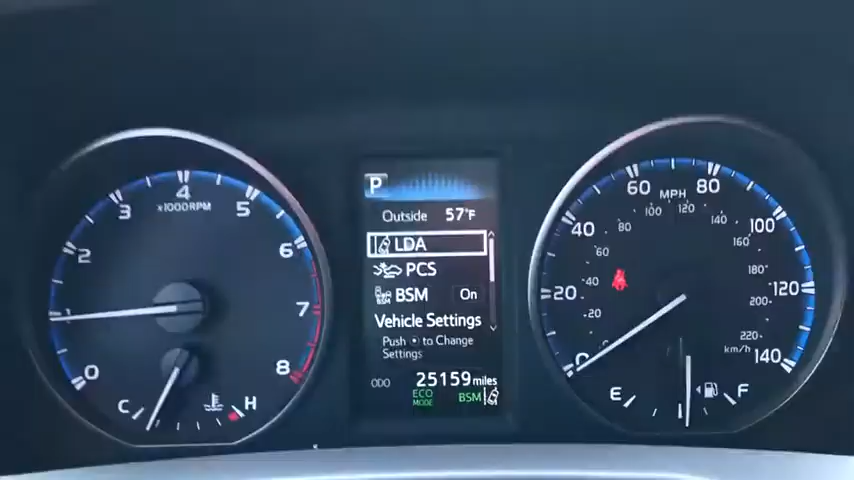 0
1
2
3
4
5
6
7
8
x1000RPM
C
H
P
Outside 57°F
LDA
PCS
BSM On
Vehicle Settings
Push to Change
Settings
ODO 25159 miles
ECO
MODE
BSM
0
20
40
60
80
100
120
140
MPH
20
40
60
80
100
120
140
160
180
200
220
km/h
E
F